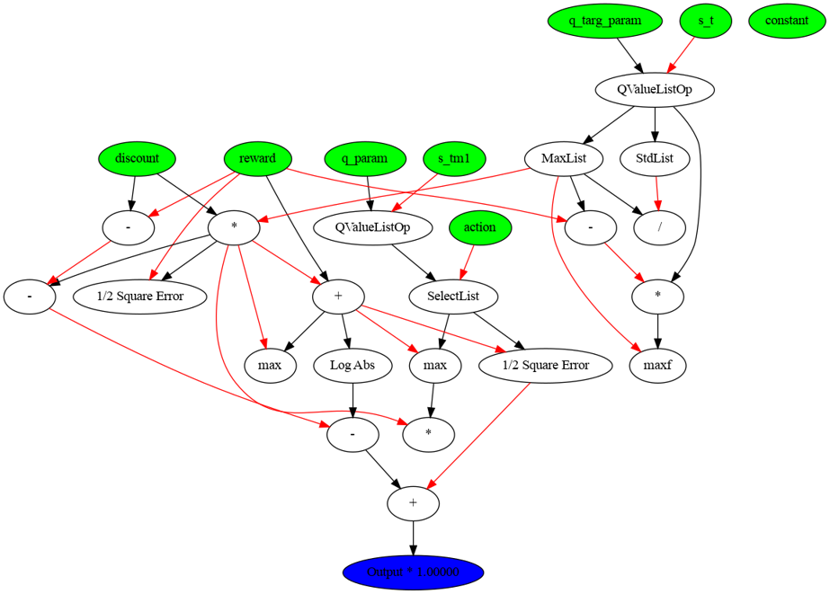 q_targ_param
s_t
constant
QValueListOp
discount
reward
q_param
s_tm1
MaxList
StdList
-
*
QValueListOp
action
-
/
-
1/2 Square Error
+
SelectList
*
max
Log Abs
max
1/2 Square Error
maxf
-
*
+
Output * 1.00000